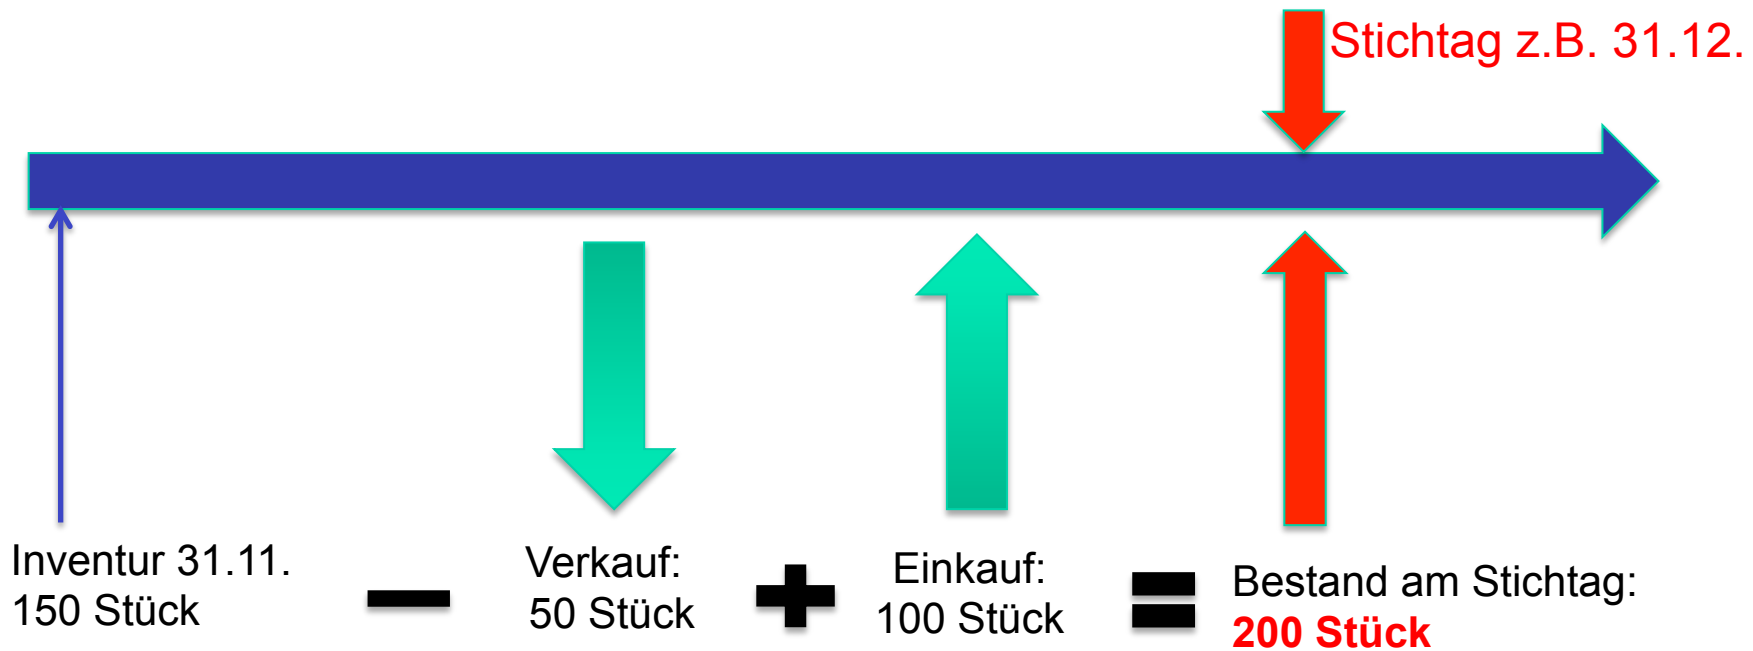 Stichtag z.B. 31.12.
Inventur 31.11.
150 Stück
Verkauf:
50 Stück
Einkauf:
100 Stück
Bestand am Stichtag:
200 Stück